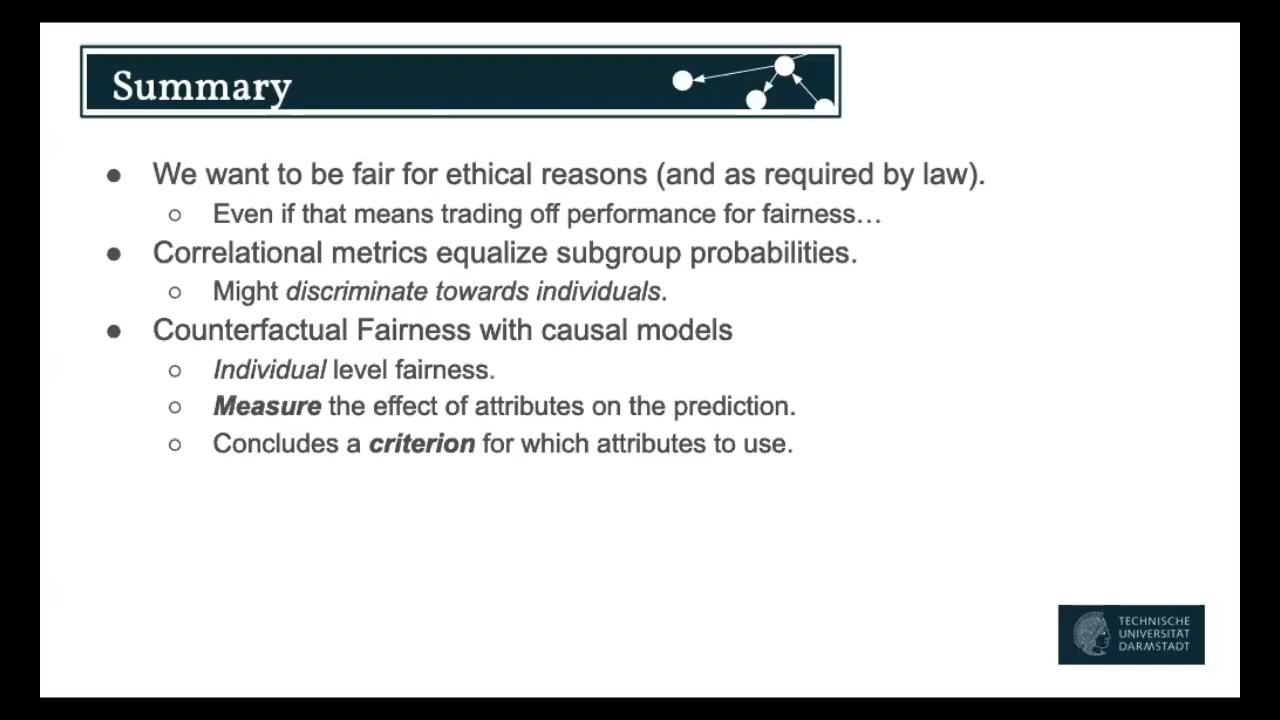 Summary
● We want to be fair for ethical reasons (and as required by law).
○ Even if that means trading off performance for fairness…
● Correlational metrics equalize subgroup probabilities.
○ Might discriminate towards individuals.
● Counterfactual Fairness with causal models
○ Individual level fairness.
○ Measure the effect of attributes on the prediction.
○ Concludes a criterion for which attributes to use.
TECHNISCHE
UNIVERSITÄT
DARMSTADT